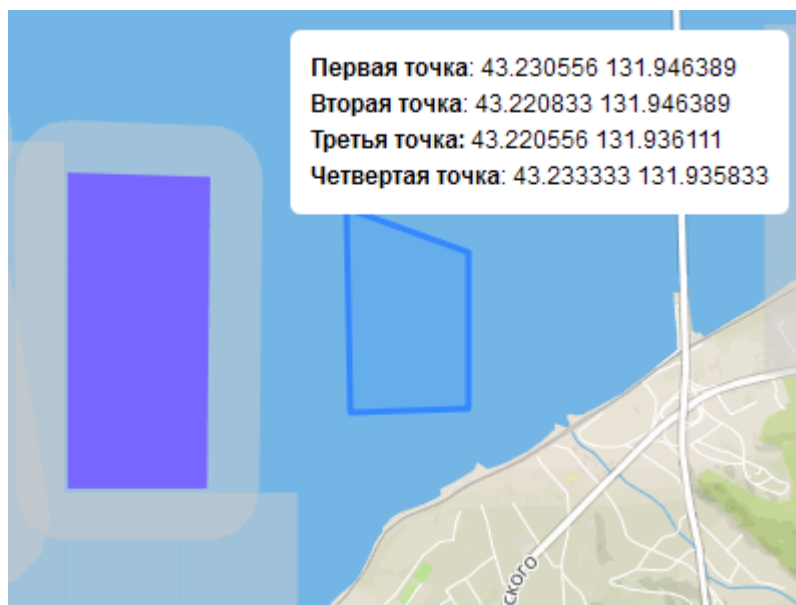 Первая точка: 43.230556 131.946389
Вторая точка: 43.220833 131.946389
Третья точка: 43.220556 131.936111
Четвертая точка: 43.233333 131.935833
ского